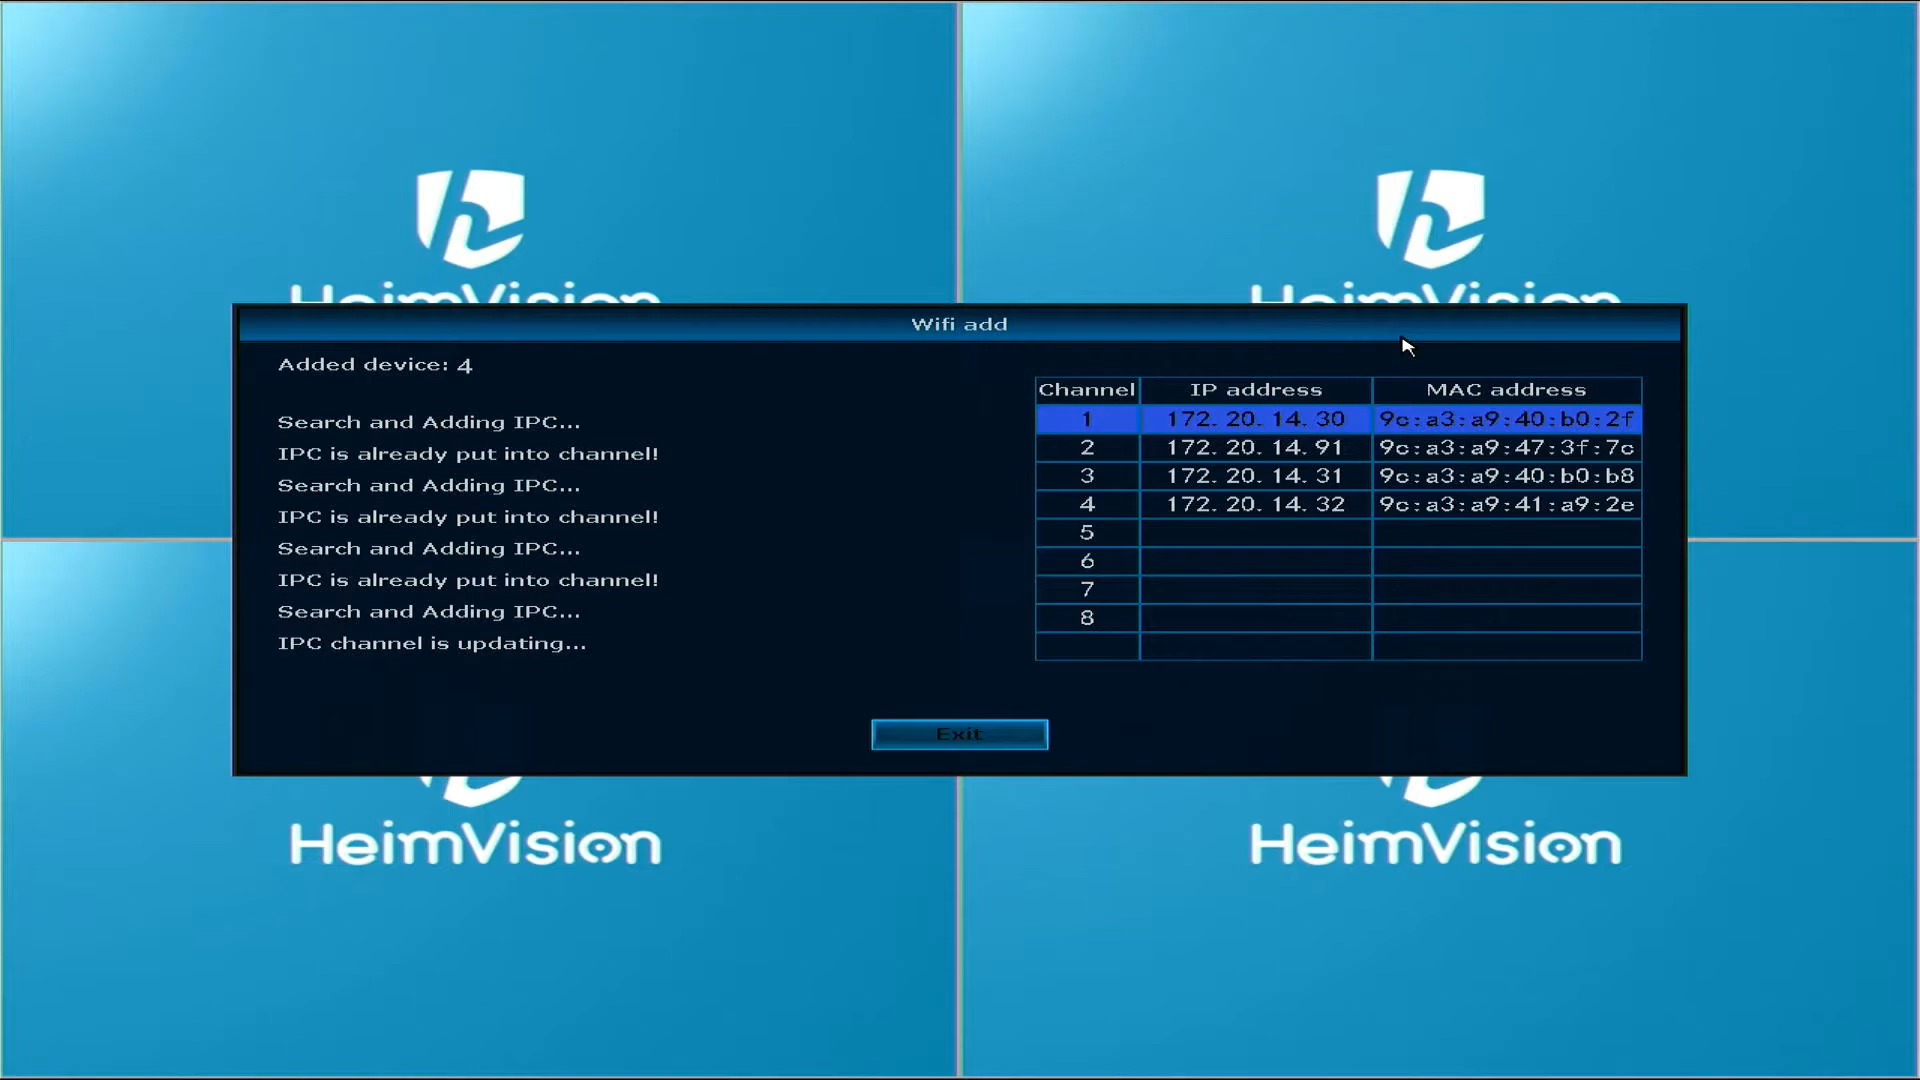 HeimVision
HeimVision
Wifi add
Added device: 4
Search and Adding IPC...
IPC is already put into channel!
Search and Adding IPC...
IPC is already put into channel!
Search and Adding IPC...
IPC is already put into channel!
Search and Adding IPC...
IPC channel is updating...
Channel IP address MAC address
1 172. 20. 14. 30 9c:a3:a9:40:b0:2f
2 172. 20. 14. 91 9c:a3:a9:47:3f:7c
3 172. 20. 14. 31 9c:a3:a9:40:b0:b8
4 172. 20. 14. 32 9c:a3:a9:41:a9:2e
5
6
7
8
Exit
HeimVision
HeimVision